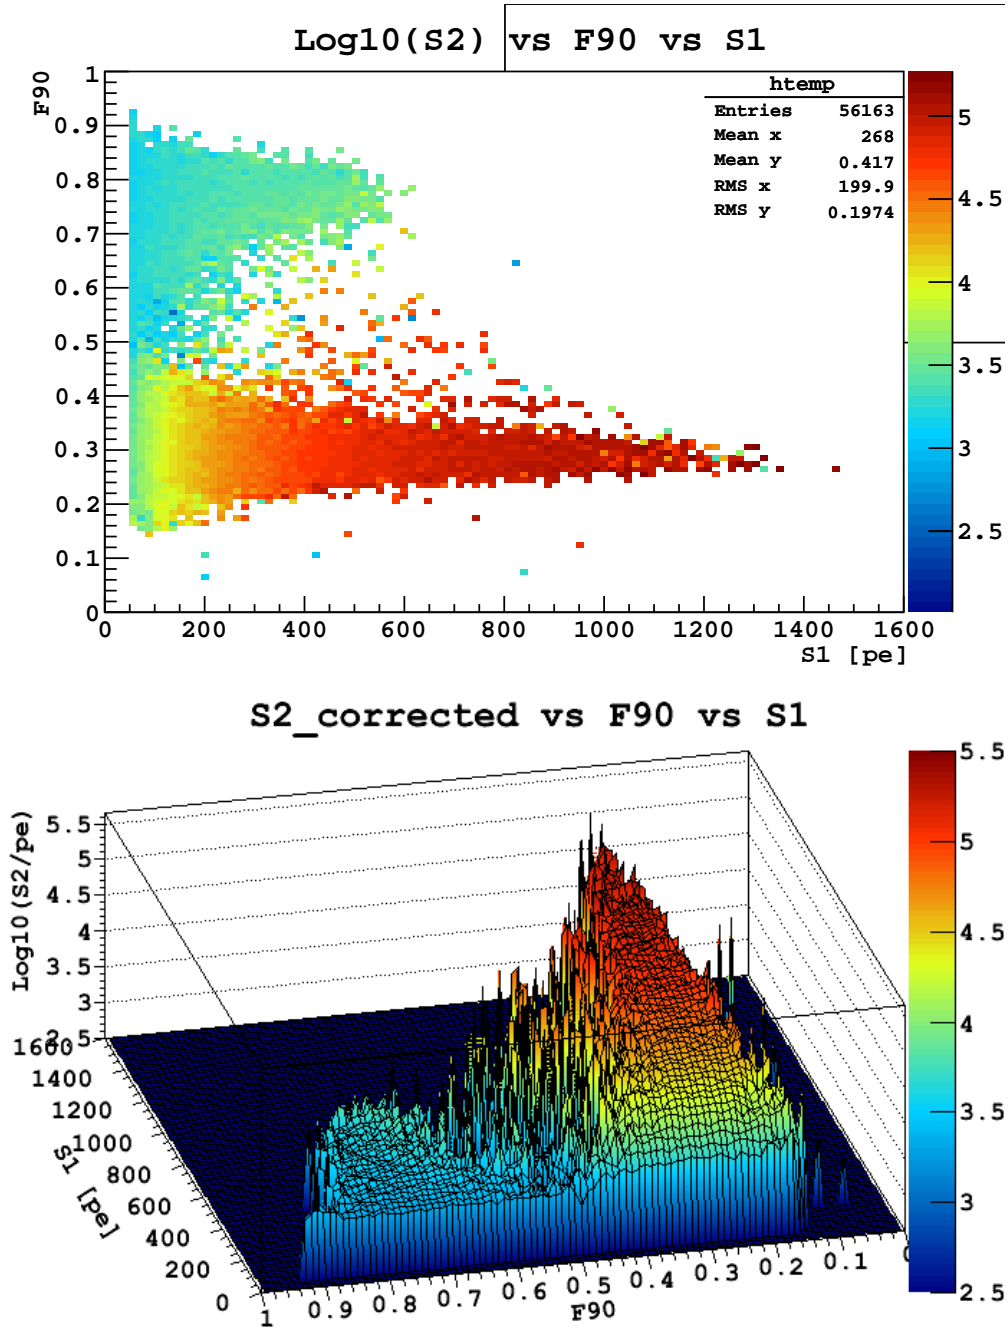 Log10(S2) vs F90 vs S1
F90
1
0.9
0.8
0.7
0.6
0.5
0.4
0.3
0.2
0.1
0
htemp
Entries 56163
Mean x 268
Mean y 0.417
RMS x 199.9
RMS y 0.1974
5
4.5
4
3.5
3
2.5
0 200 400 600 800 1000 1200 1400 1600
S1 [pe]
S2_corrected vs F90 vs S1
Log10(S2/pe)
5.5
5
4.5
4
3.5
3
2.5
1600
1400
1200
1000
800
600
400
200
0
S1 [pe]
1 0.9 0.8 0.7 0.6 0.5 0.4 0.3 0.2 0.1 0
F90
5.5
5
4.5
4
3.5
3
2.5